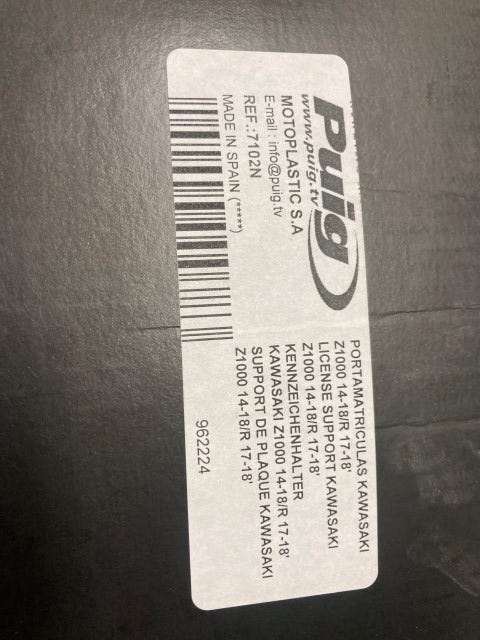 Puig
www.puig.tv
MOTOPLASTIC S.A
E-mail : info@puig.tv
REF.:7102N
MADE IN SPAIN (*****)
PORTAMATRICULAS KAWASAKI
Z1000 14-18/R 17-18'
LICENSE SUPPORT KAWASAKI
Z1000 14-18/R 17-18'
KENNZEICHENHALTER
KAWASAKI Z1000 14-18/R 17-18'
SUPPORT DE PLAQUE KAWASAKI
Z1000 14-18/R 17-18'
962224